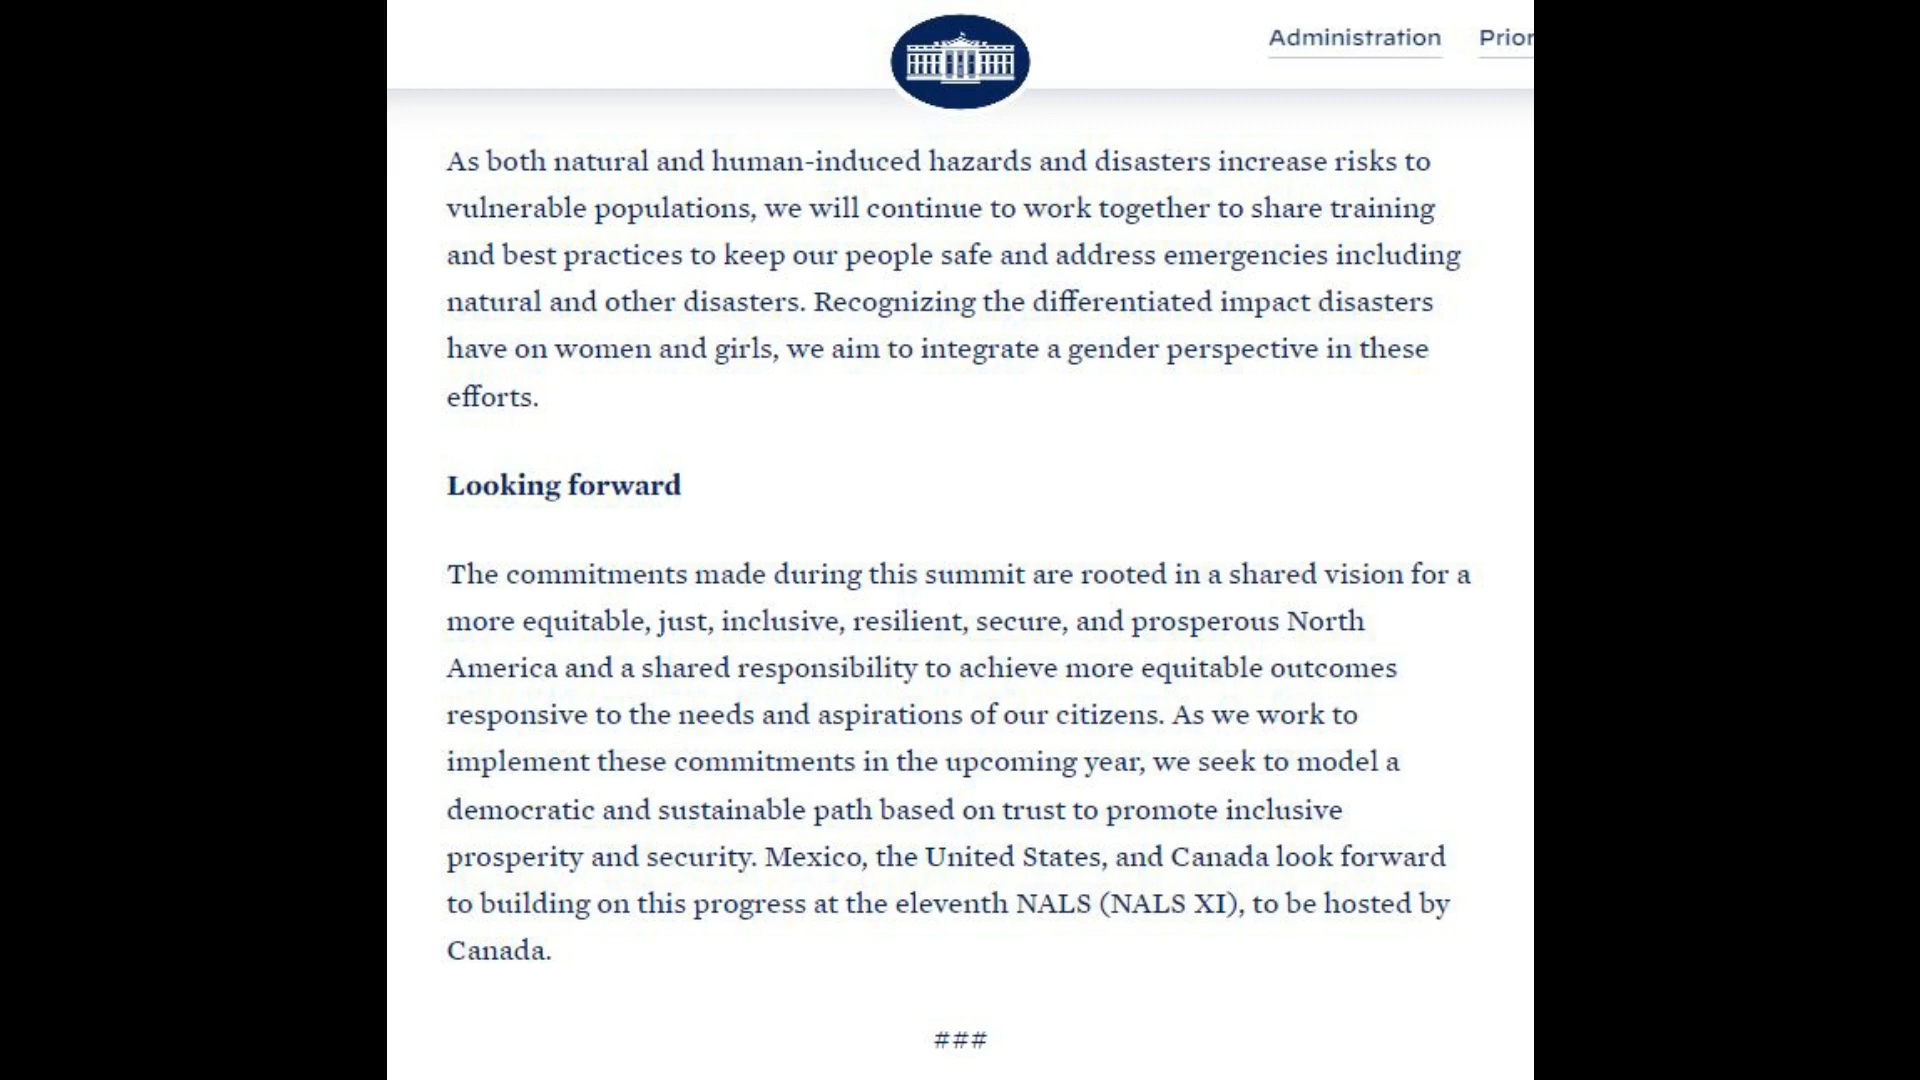 Administration Prior
As both natural and human-induced hazards and disasters increase risks to
vulnerable populations, we will continue to work together to share training
and best practices to keep our people safe and address emergencies including
natural and other disasters. Recognizing the differentiated impact disasters
have on women and girls, we aim to integrate a gender perspective in these
efforts.
Looking forward
The commitments made during this summit are rooted in a shared vision for a
more equitable, just, inclusive, resilient, secure, and prosperous North
America and a shared responsibility to achieve more equitable outcomes
responsive to the needs and aspirations of our citizens. As we work to
implement these commitments in the upcoming year, we seek to model a
democratic and sustainable path based on trust to promote inclusive
prosperity and security. Mexico, the United States, and Canada look forward
to building on this progress at the eleventh NALS (NALS XI), to be hosted by
Canada.
###